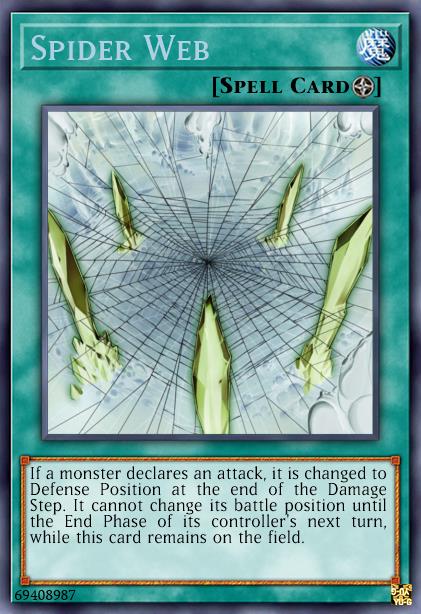 Spider Web
魔
[Spell Card]
If a monster declares an attack, it is changed to
Defense Position at the end of the Damage
Step. It cannot change its battle position until
the End Phase of its controller's next turn,
while this card remains on the field.
69408987